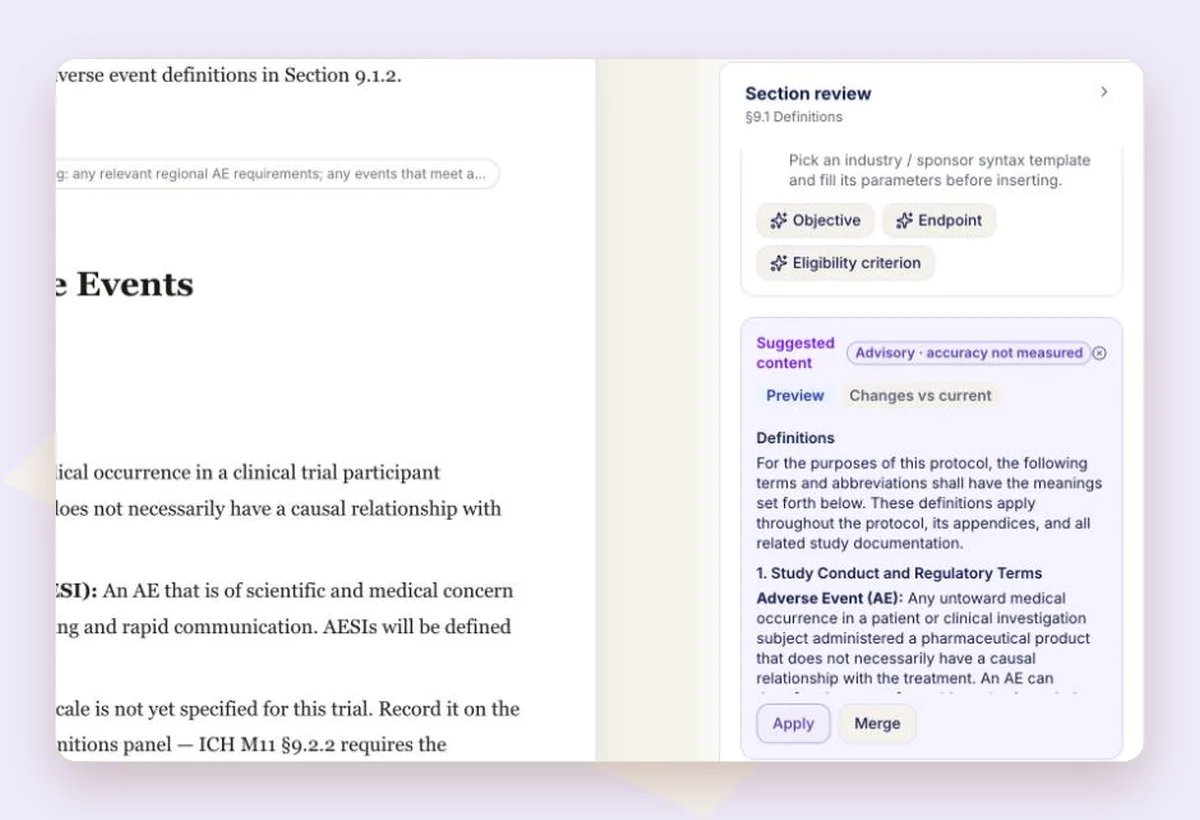 verse event definitions in Section 9.1.2.
g: any relevant regional AE requirements; any events that meet a...
e Events
ical occurrence in a clinical trial participant
does not necessarily have a causal relationship with
ESI): An AE that is of scientific and medical concern
ng and rapid communication. AESIs will be defined
cale is not yet specified for this trial. Record it on the
nitions panel — ICH M11 §9.2.2 requires the
Section review
§9.1 Definitions
Pick an industry / sponsor syntax template
and fill its parameters before inserting.
Objective
Endpoint
Eligibility criterion
Suggested
content
Advisory · accuracy not measured
Preview
Changes vs current
Definitions
For the purposes of this protocol, the following
terms and abbreviations shall have the meanings
set forth below. These definitions apply
throughout the protocol, its appendices, and all
related study documentation.
1. Study Conduct and Regulatory Terms
Adverse Event (AE): Any untoward medical
occurrence in a patient or clinical investigation
subject administered a pharmaceutical product
that does not necessarily have a causal
relationship with the treatment. An AE can
Apply
Merge